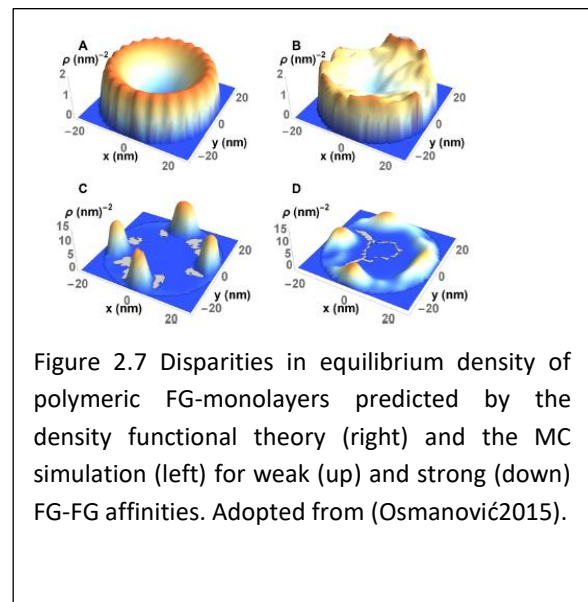 A
B
ρ (nm)⁻²
ρ (nm)⁻²
2
1
0
-20
0
x (nm)
20
-20
y (nm)
0
20
2
1
0
-20
0
x (nm)
20
-20
y (nm)
0
20
C
D
ρ (nm)⁻²
ρ (nm)⁻²
15
10
5
0
-20
0
x (nm)
20
-20
y (nm)
0
20
15
10
5
0
-20
0
x (nm)
20
-20
y (nm)
0
20
Figure 2.7 Disparities in equilibrium density of
polymeric FG-monolayers predicted by the
density functional theory (right) and the MC
simulation (left) for weak (up) and strong (down)
FG-FG affinities. Adopted from (Osmanović2015).